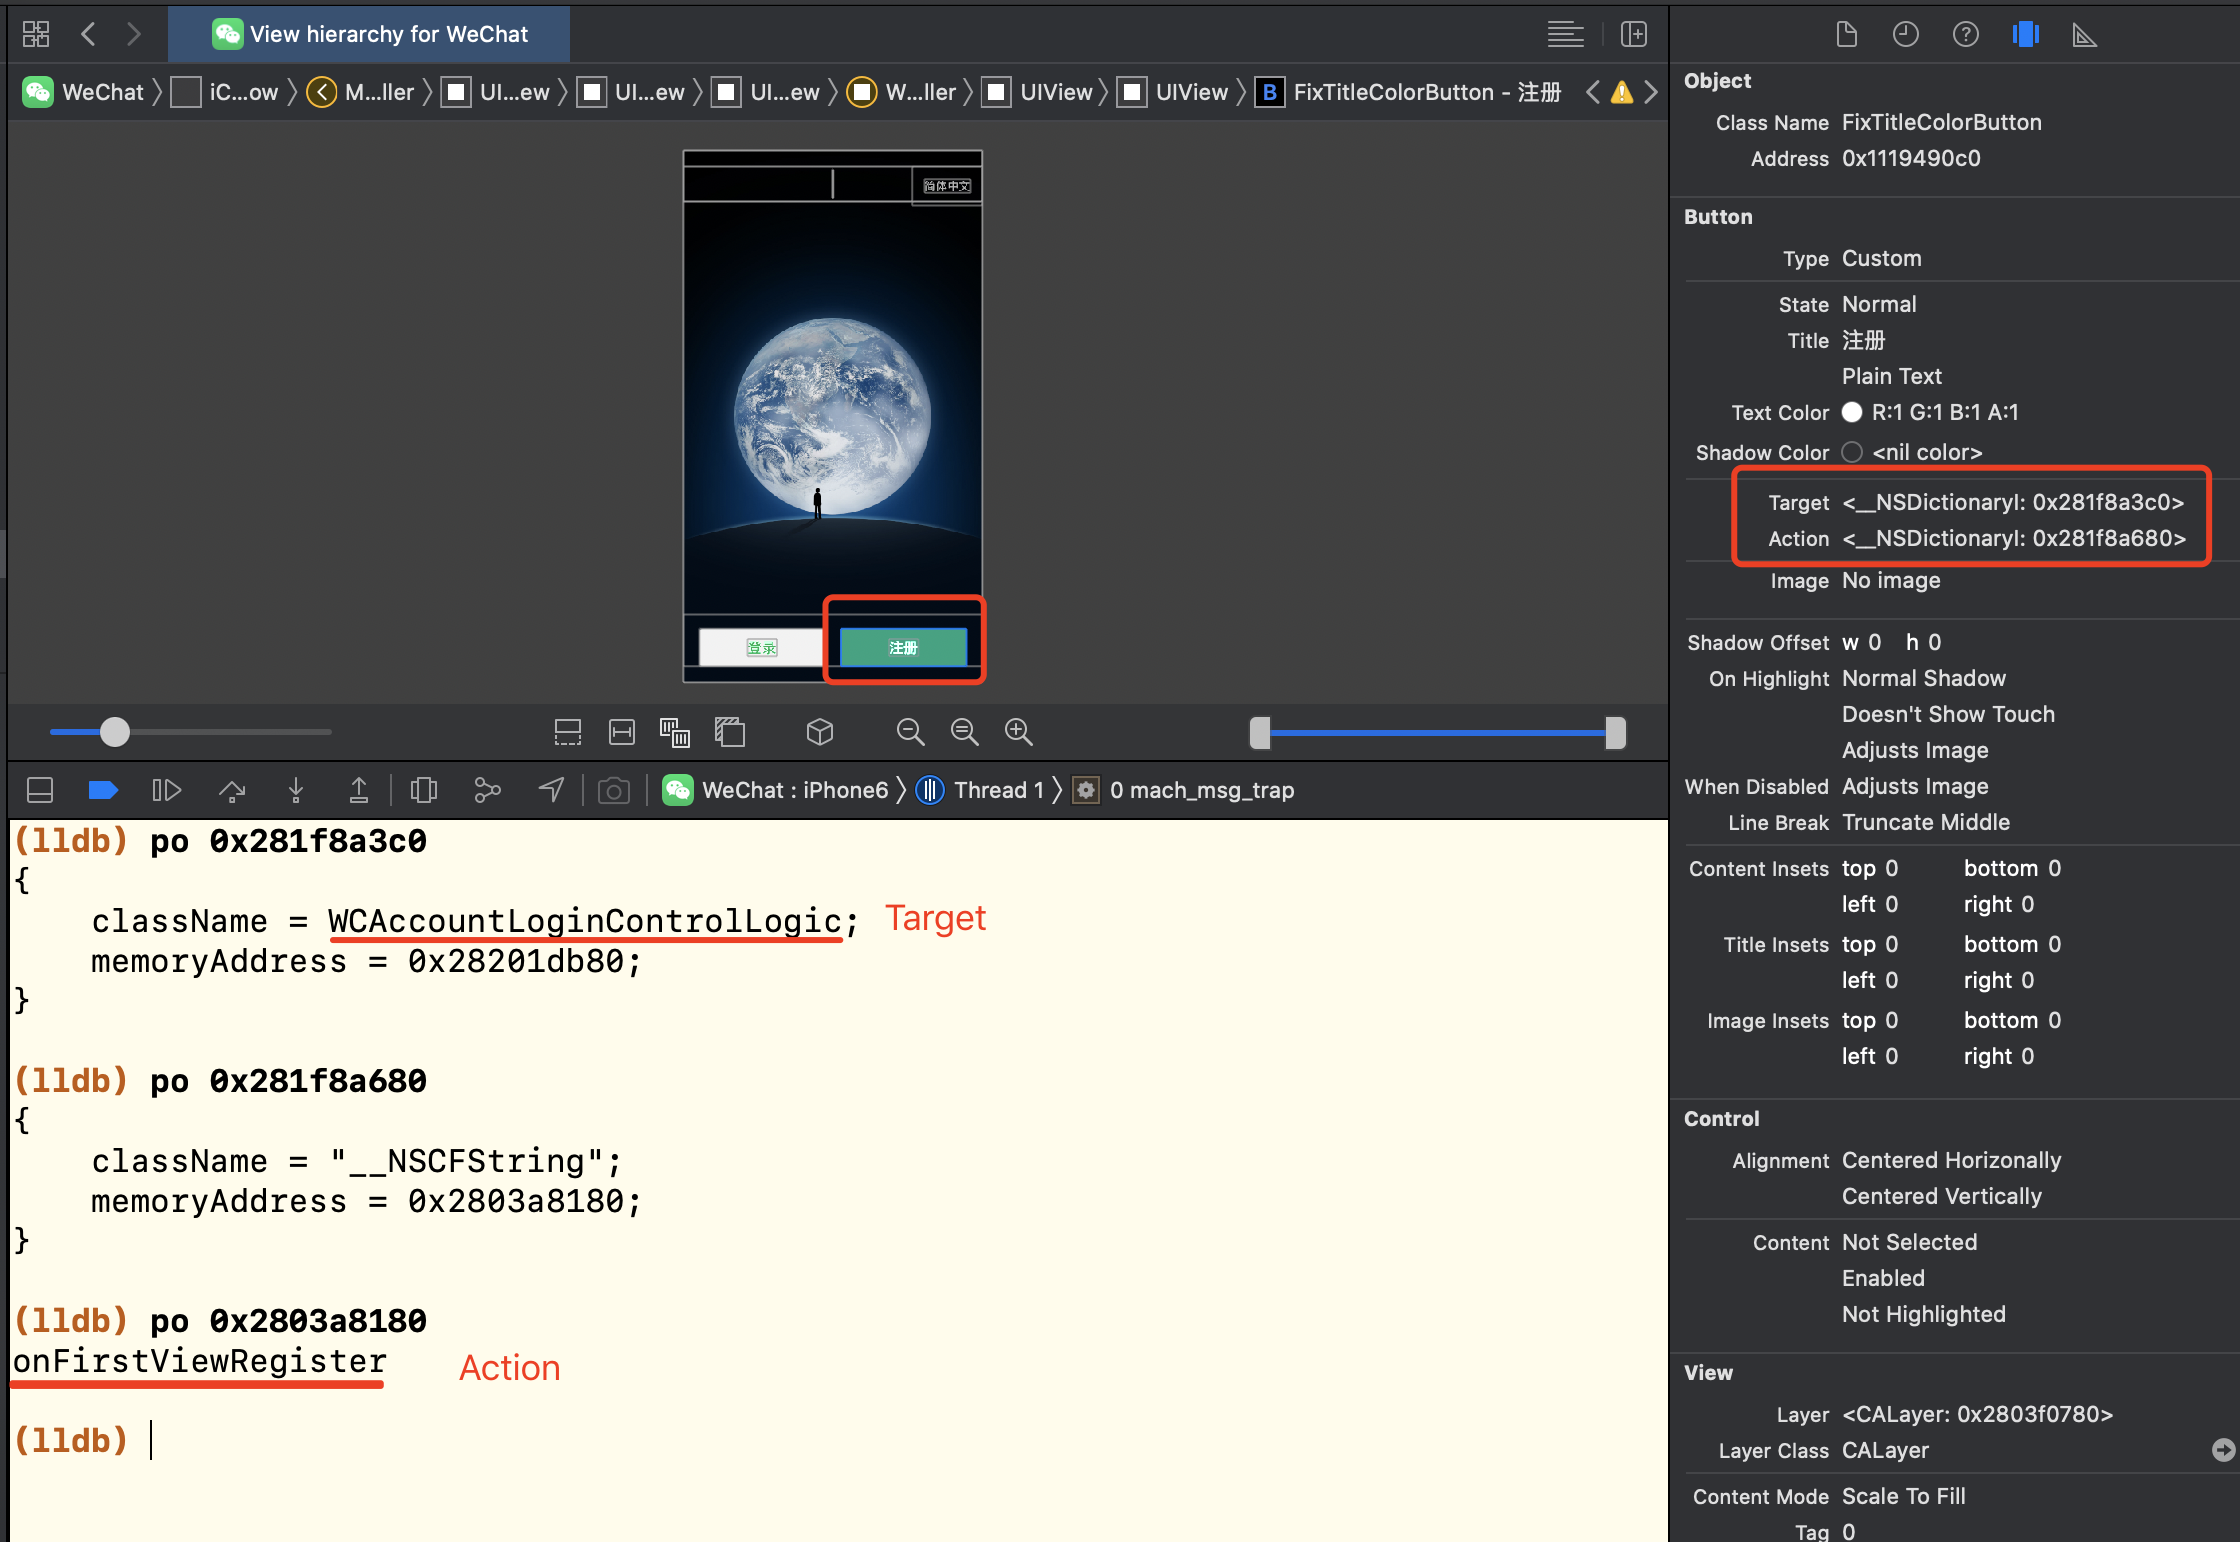 View hierarchy for WeChat
WeChat iC...ow M...ller UI...ew UI...ew UI...ew W...ller UIView UIView B FixTitleColorButton - 注册
简体中文
登录
注册
WeChat : iPhone6 Thread 1 0 mach_msg_trap
(lldb) po 0x281f8a3c0
{
className = WCAccountLoginControlLogic; Target
memoryAddress = 0x28201db80;
}
(lldb) po 0x281f8a680
{
className = "__NSCFString";
memoryAddress = 0x2803a8180;
}
(lldb) po 0x2803a8180
onFirstViewRegister Action
(lldb)
Object
Class Name FixTitleColorButton
Address 0x1119490c0
Button
Type Custom
State Normal
Title 注册
Plain Text
Text Color R:1 G:1 B:1 A:1
Shadow Color <nil color>
Target <__NSDictionaryI: 0x281f8a3c0>
Action <__NSDictionaryI: 0x281f8a680>
Image No image
Shadow Offset w 0 h 0
On Highlight Normal Shadow
Doesn't Show Touch
Adjusts Image
When Disabled Adjusts Image
Line Break Truncate Middle
Content Insets top 0 bottom 0
left 0 right 0
Title Insets top 0 bottom 0
left 0 right 0
Image Insets top 0 bottom 0
left 0 right 0
Control
Alignment Centered Horizonally
Centered Vertically
Content Not Selected
Enabled
Not Highlighted
View
Layer <CALayer: 0x2803f0780>
Layer Class CALayer
Content Mode Scale To Fill
Tag 0